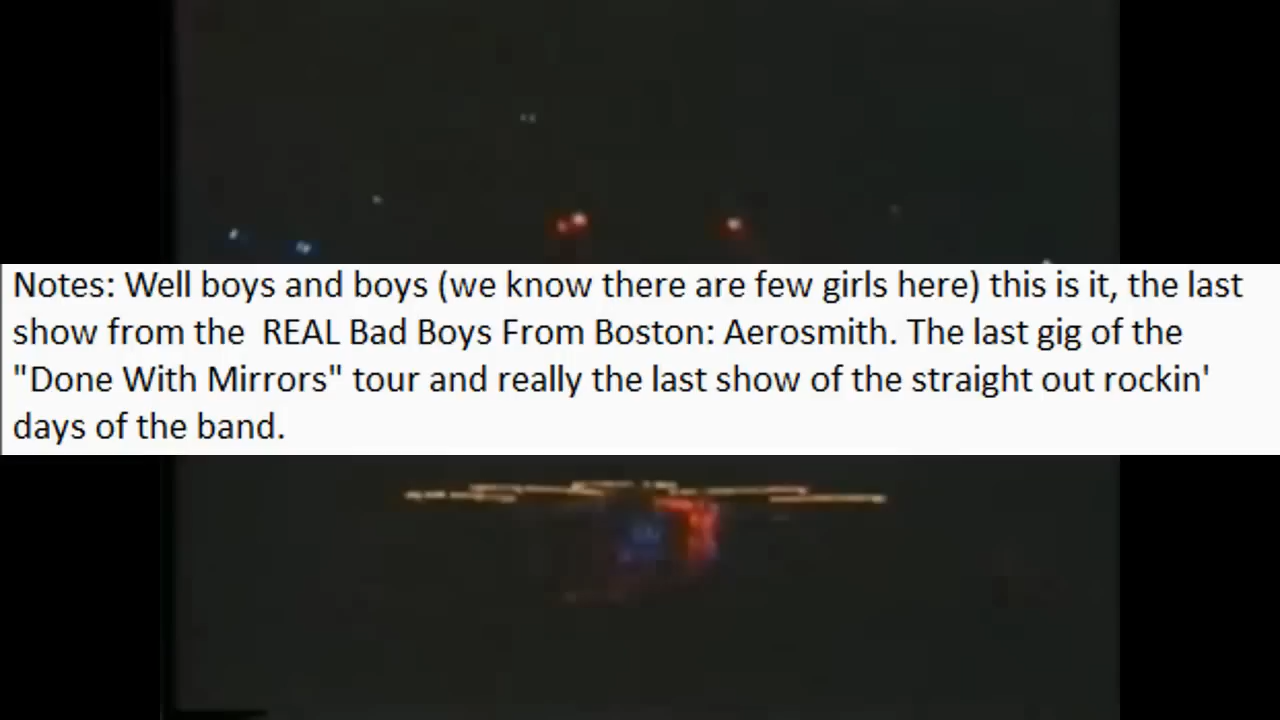 Notes: Well boys and boys (we know there are few girls here) this is it, the last
show from the  REAL Bad Boys From Boston: Aerosmith. The last gig of the
"Done With Mirrors" tour and really the last show of the straight out rockin'
days of the band.